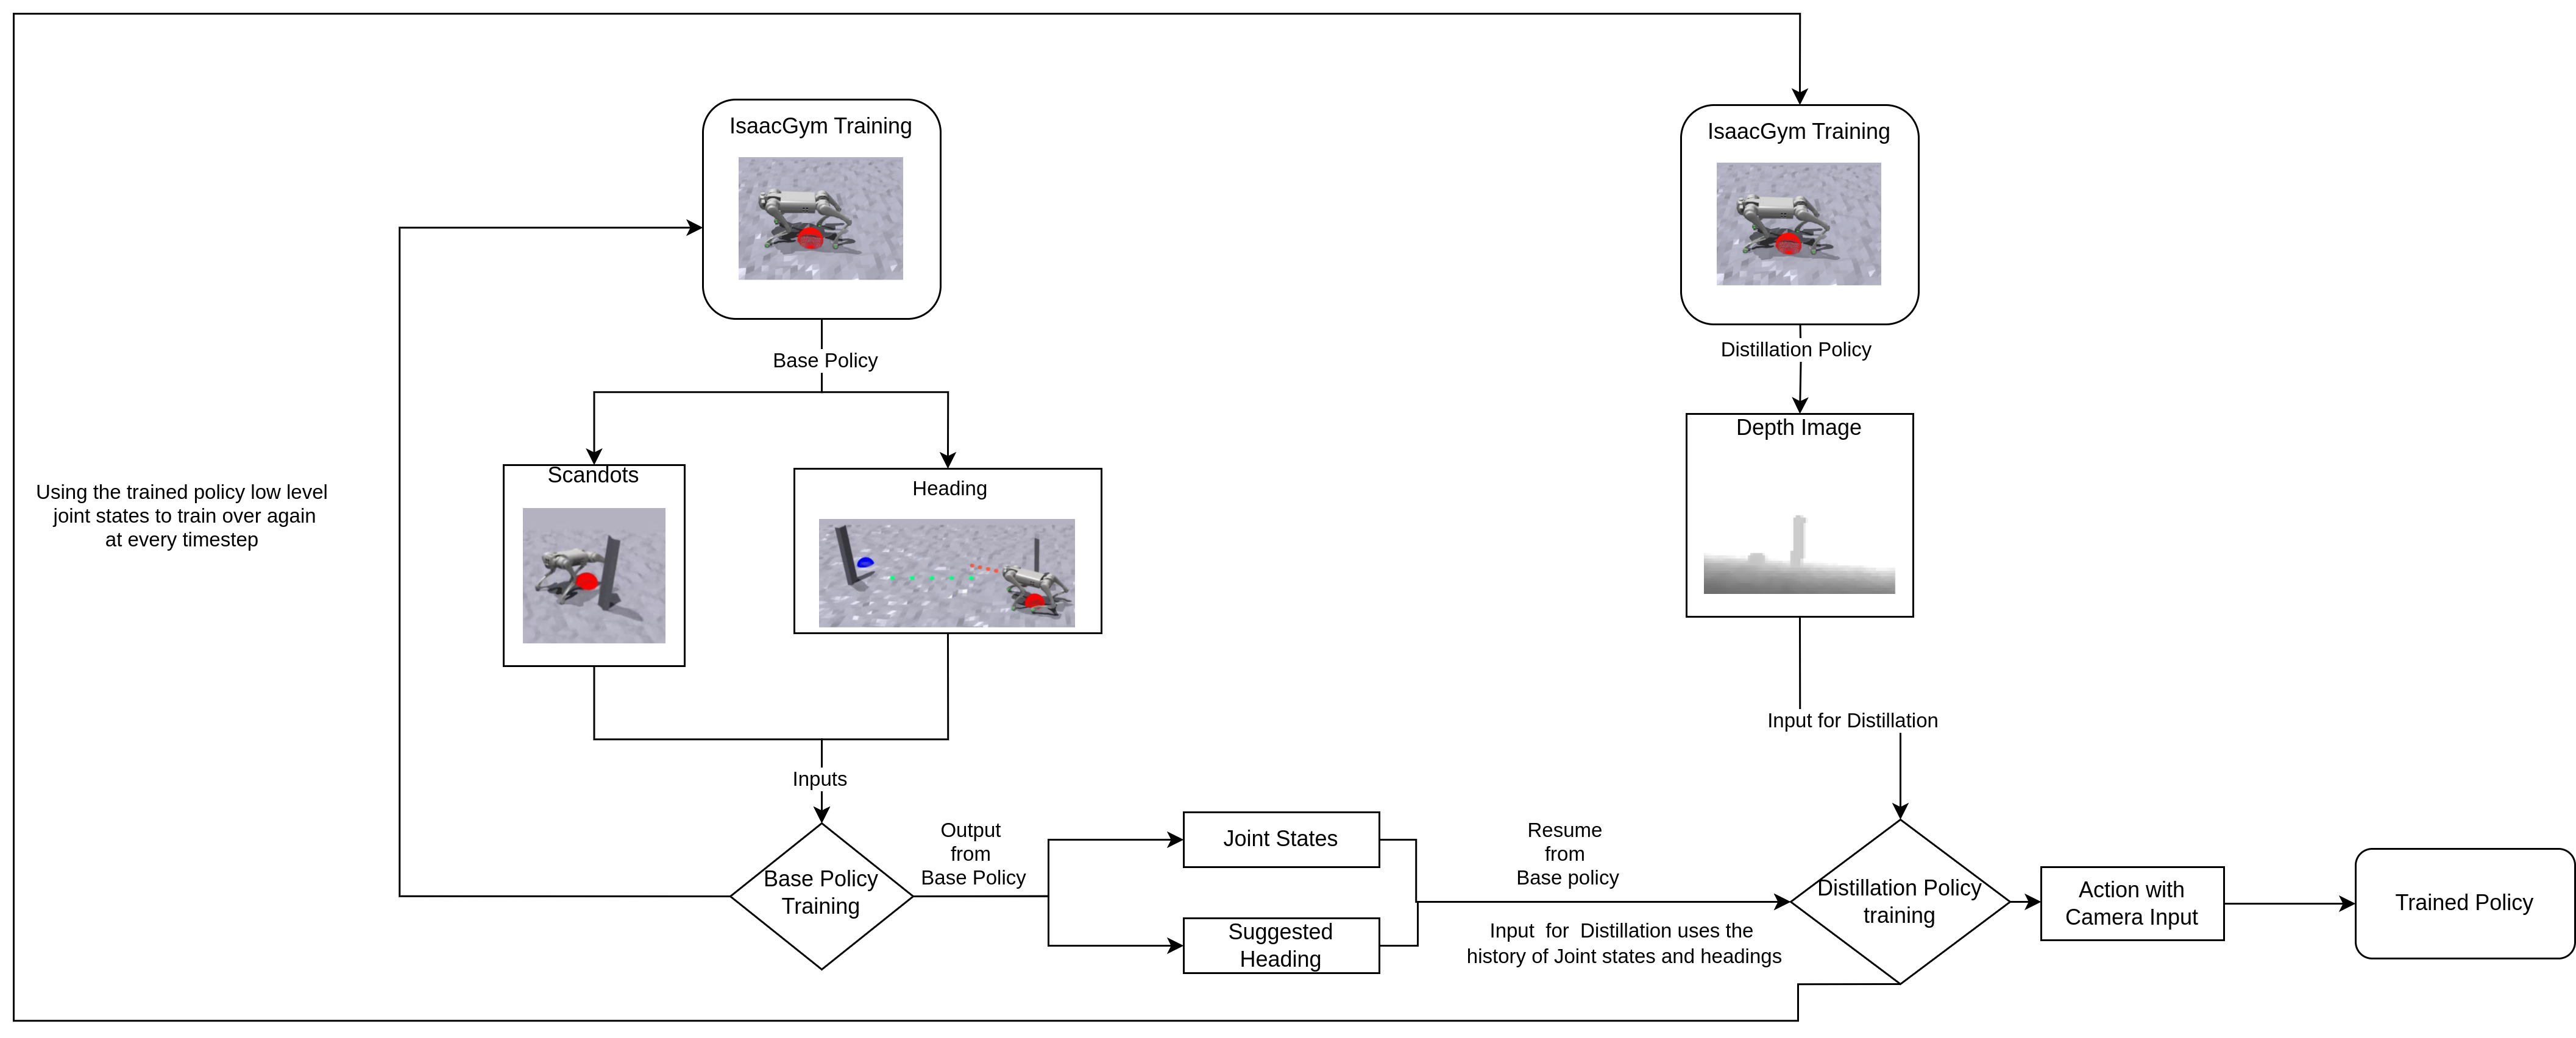 IsaacGym Training
IsaacGym Training
Base Policy
Distillation Policy
Scandots
Heading
Depth Image
Using the trained policy low level
joint states to train over again
at every timestep
Inputs
Input for Distillation
Base Policy
Training
Output
from
Base Policy
Joint States
Suggested
Heading
Resume
from
Base policy
Input for Distillation uses the
history of Joint states and headings
Distillation Policy
training
Action with
Camera Input
Trained Policy